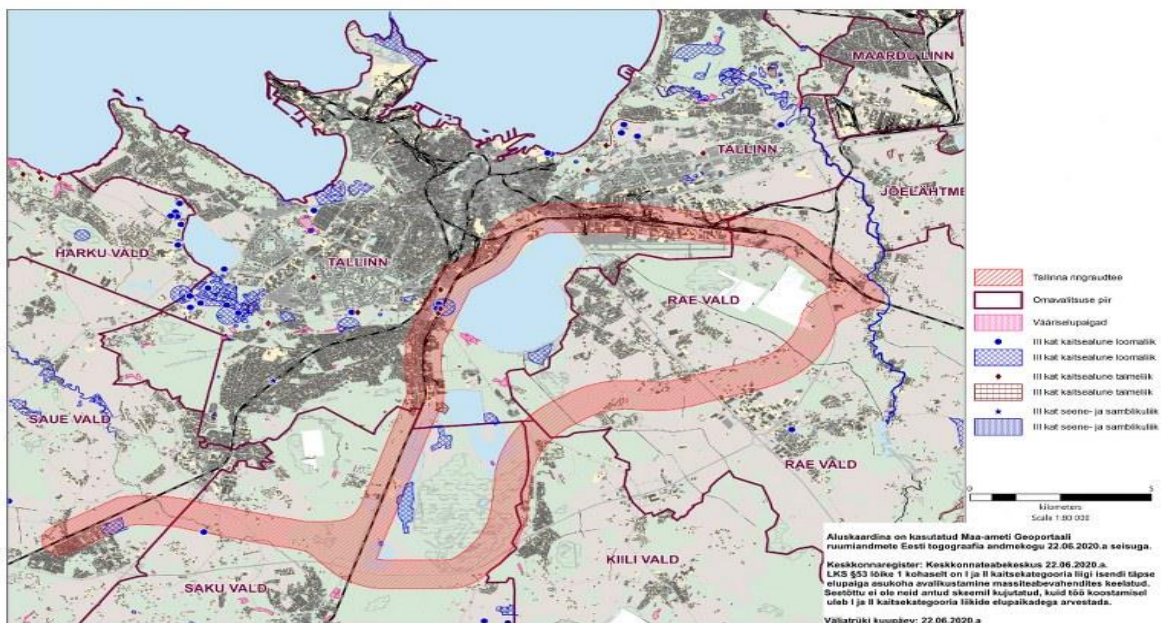 MAARDU LINN
TALLINN
JÕELÄHTME
HARKU VALD
TALLINN
RAE VALD
SAUE VALD
RAE VALD
KIILI VALD
SAKU VALD
Tallinna ringraudtee
Omavalitsuse piir
Vääriselupaigad
III kat kaitsealune loomaliik
III kat kaitsealune loomaliik
III kat kaitsealune taimeliik
III kat kaitsealune taimeliik
III kat seene- ja samblikuliik
III kat seene- ja samblikuliik
0 5
kilometers
Scale 1:80 000
Aluskaardina on kasutatud Maa-ameti Geoportaali
ruumiandmete Eesti topograafia andmekogu 22.06.2020.a seisuga.
Keskkonnaregister: Keskkonnateabekeskus 22.06.2020.a.
LKS §53 lõike 1 kohaselt on I ja II kaitsekategooria liigi isendi täpse
elupaiga asukoha avalikustamine massiteabevahendites keelatud.
Seetõttu ei ole neid antud skeemil kujutatud, kuid töö koostamisel
tuleb I ja II kaitsekategooria liikide elupaikadega arvestada.
Väljatrüki kuupäev: 22.06.2020.a